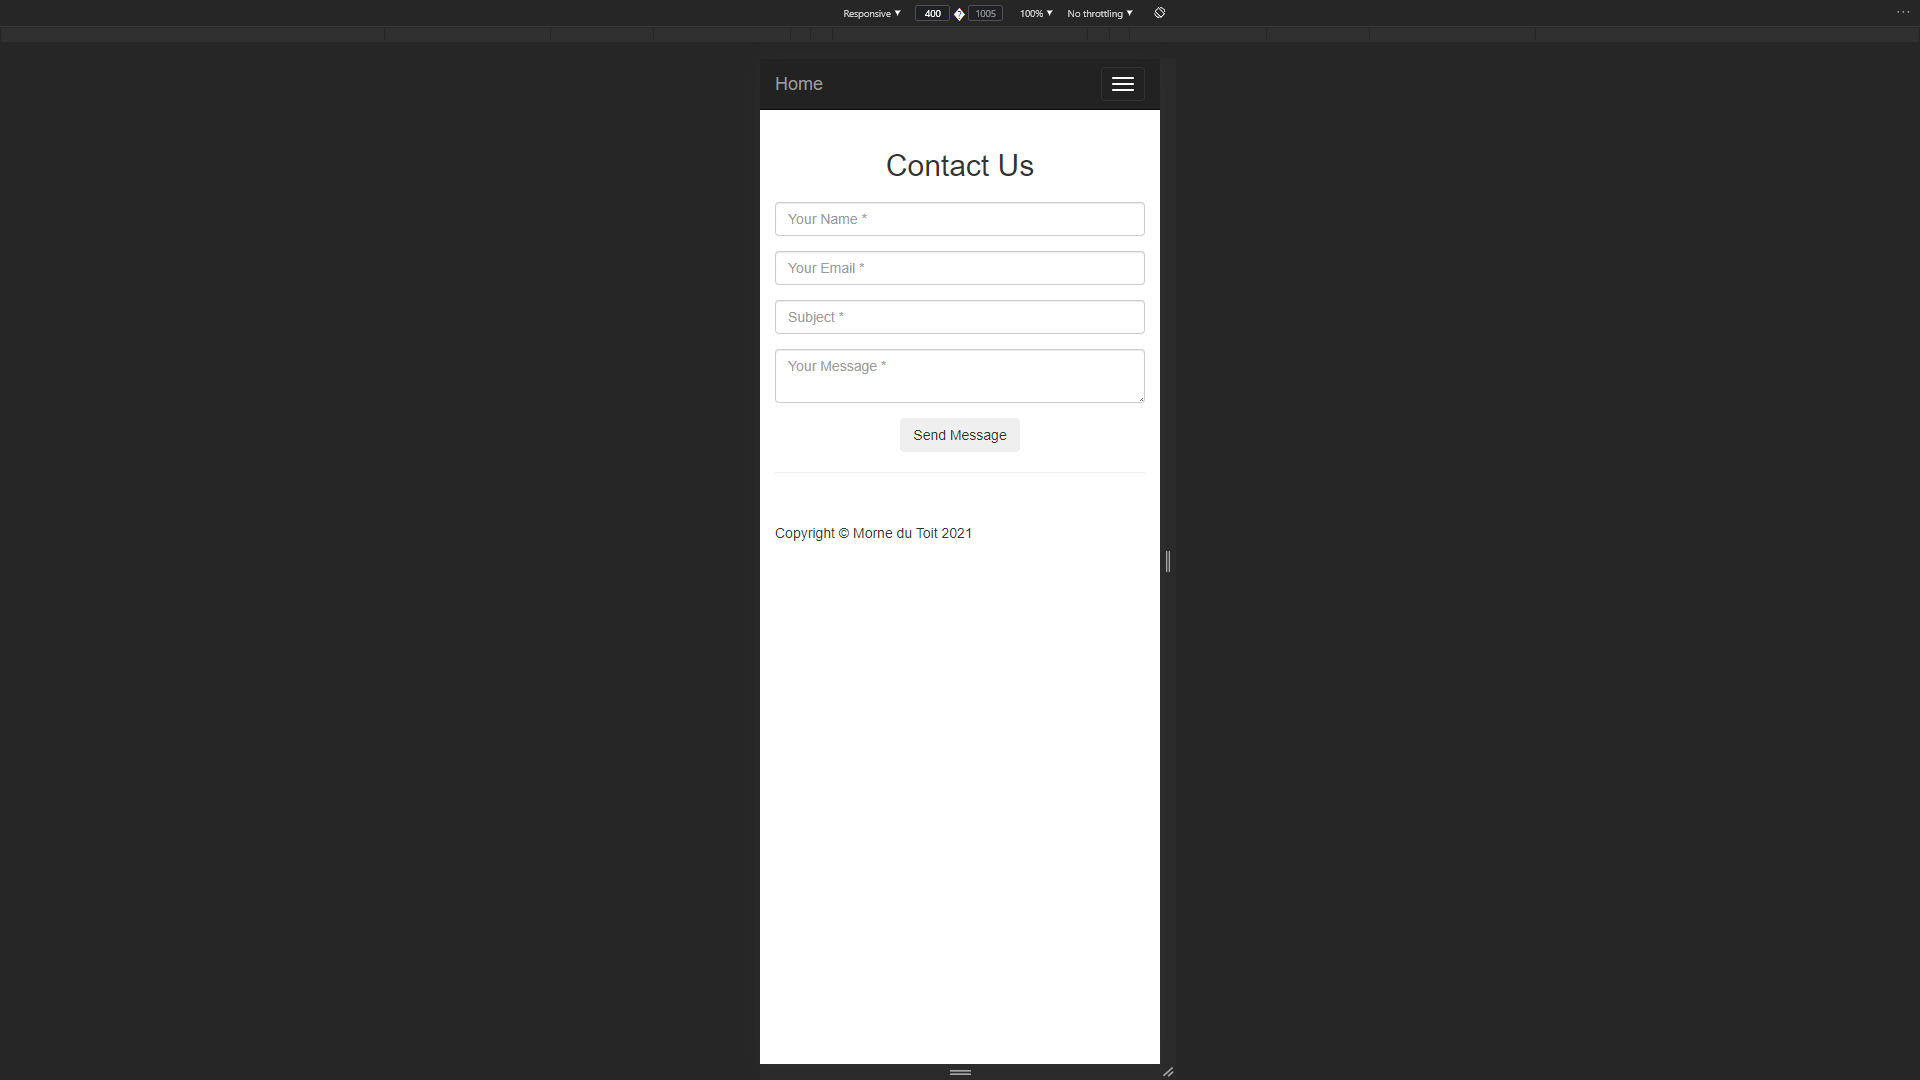 Responsive ▼ 400 ? 1005 100% ▼ No throttling ▼ ...
Home
Contact Us
Your Name *
Your Email *
Subject *
Your Message *
Send Message
Copyright © Morne du Toit 2021